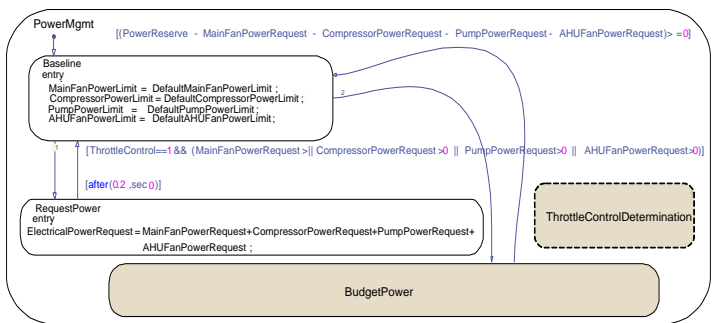 PowerMgmt
[(PowerReserve - MainFanPowerRequest - CompressorPowerRequest - PumpPowerRequest - AHUFanPowerRequest)> =0]
Baseline
entry
MainFanPowerLimit = DefaultMainFanPowerLimit ;
CompressorPowerLimit = DefaultCompressorPowerLimit ;
PumpPowerLimit = DefaultPumpPowerLimit ;
AHUFanPowerLimit = DefaultAHUFanPowerLimit;
2
1
[ThrottleControl==1 && (MainFanPowerRequest >|| CompressorPowerRequest >0 || PumpPowerRequest>0 || AHUFanPowerRequest>0)]
[after(0.2 ,sec 0)]
RequestPower
entry
ElectricalPowerRequest = MainFanPowerRequest+CompressorPowerRequest+PumpPowerRequest+
AHUFanPowerRequest ;
ThrottleControlDetermination
BudgetPower